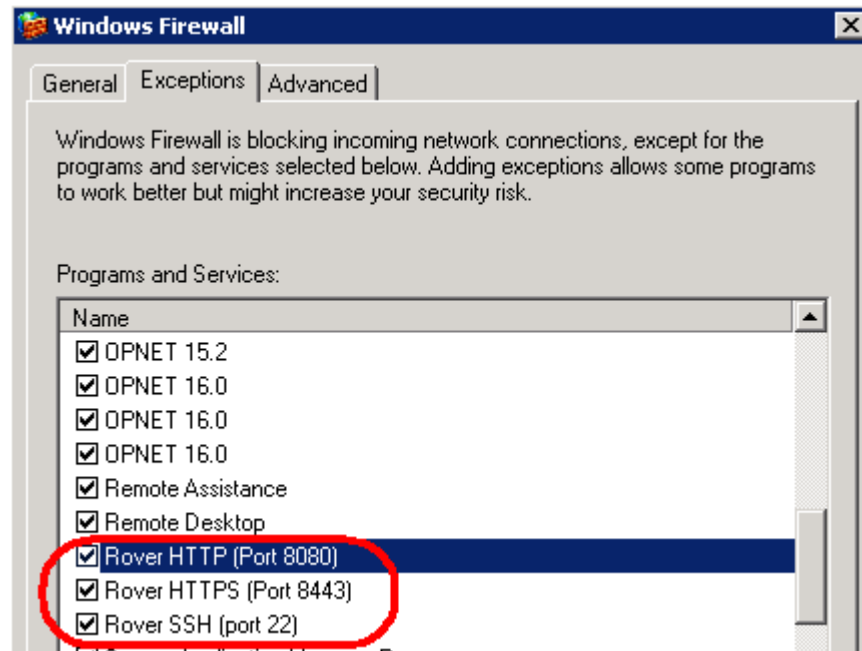 Windows Firewall
General Exceptions Advanced
Windows Firewall is blocking incoming network connections, except for the
programs and services selected below. Adding exceptions allows some programs
to work better but might increase your security risk.
Programs and Services:
Name
OPNET 15.2
OPNET 16.0
OPNET 16.0
OPNET 16.0
Remote Assistance
Remote Desktop
Rover HTTP (Port 8080)
Rover HTTPS (Port 8443)
Rover SSH (port 22)